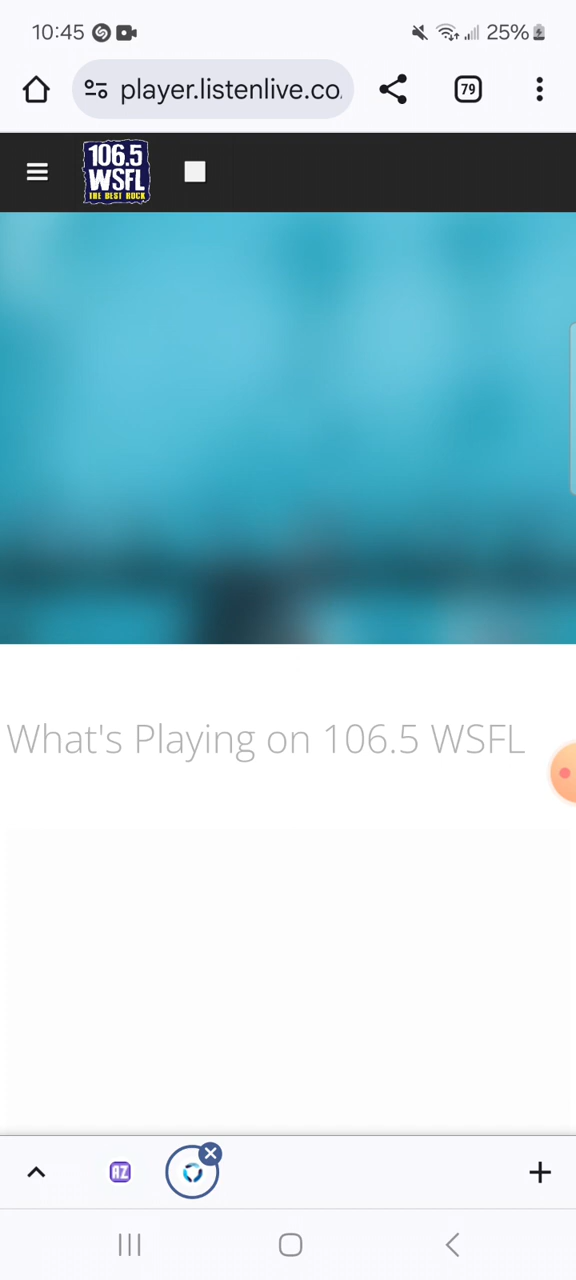 10:45 25%
player.listenlive.co.
79
106.5
WSFL
THE BEST ROCK
What's Playing on 106.5 WSFL
AZ